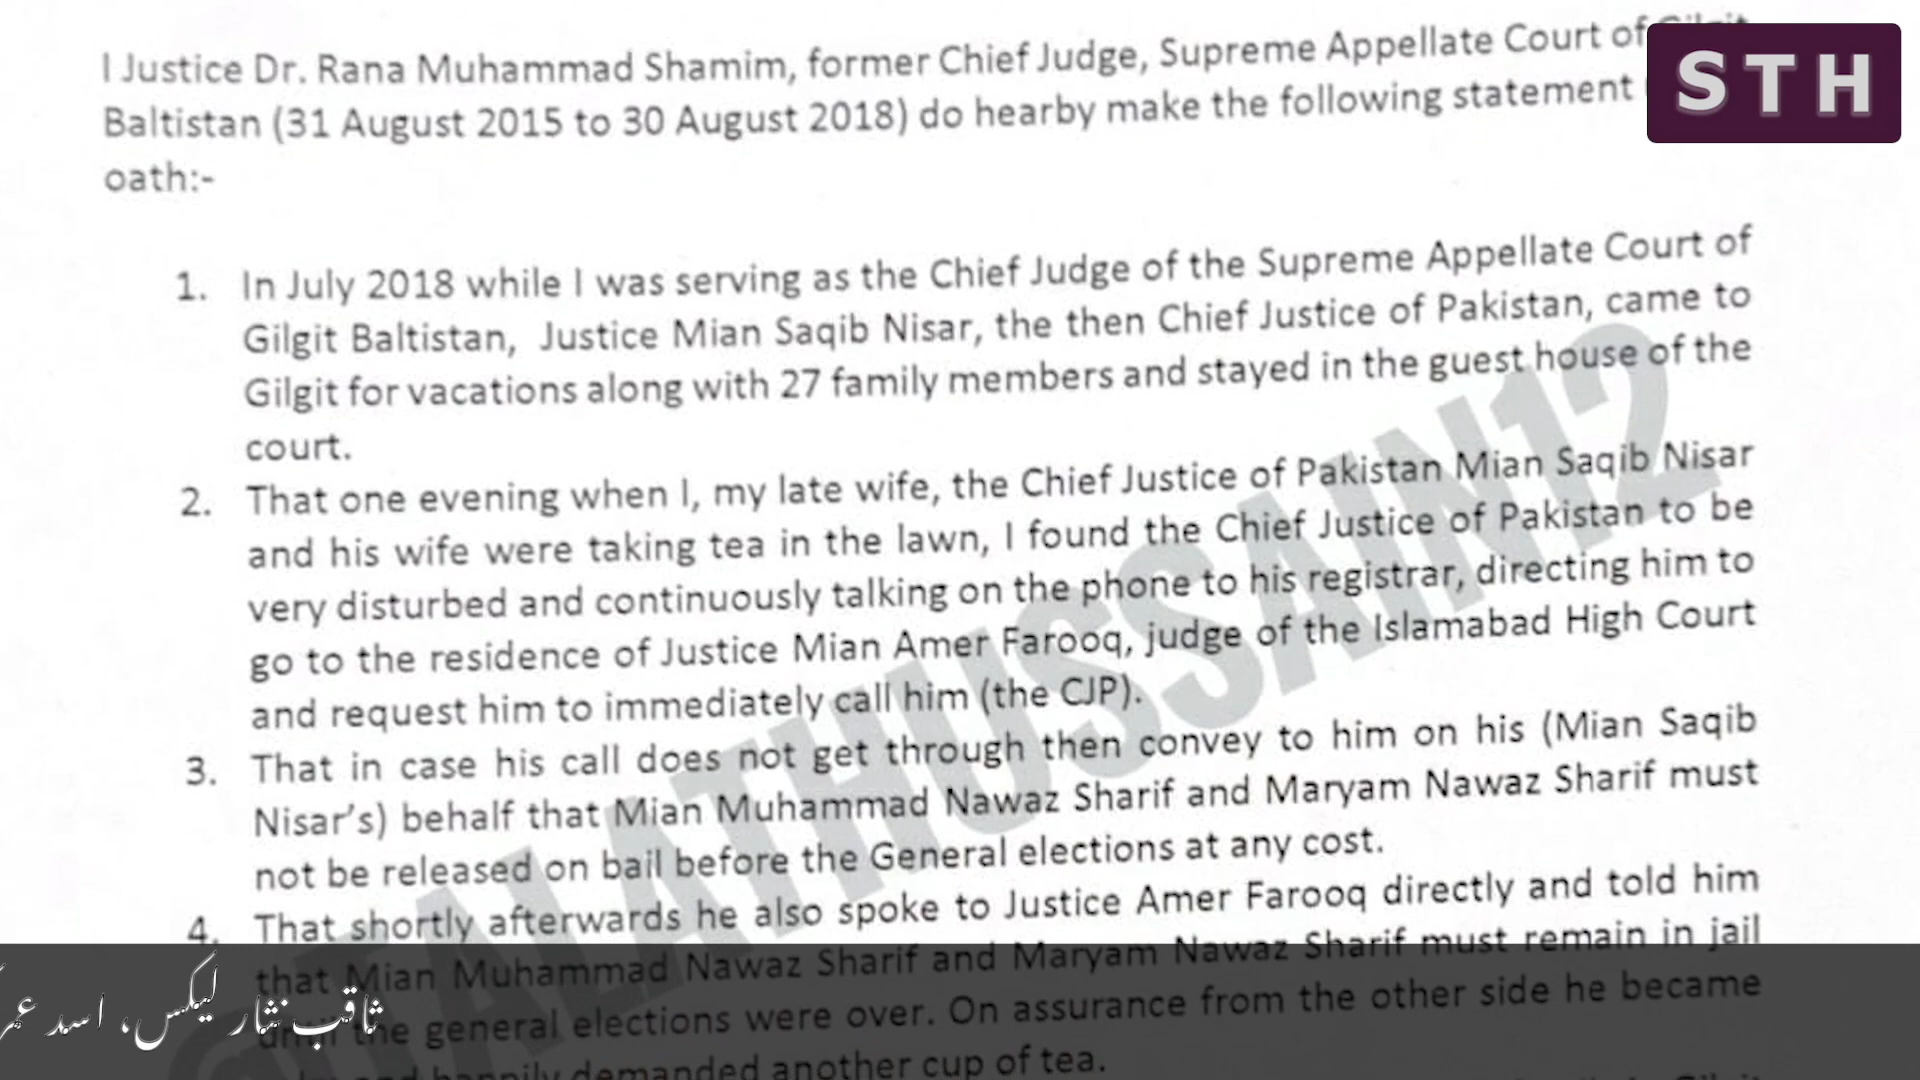 I Justice Dr. Rana Muhammad Shamim, former Chief Judge, Supreme Appellate Court of Gilgit
STH
Baltistan (31 August 2015 to 30 August 2018) do hearby make the following statement
oath:-
1. In July 2018 while I was serving as the Chief Judge of the Supreme Appellate Court of
Gilgit Baltistan, Justice Mian Saqib Nisar, the then Chief Justice of Pakistan, came to
Gilgit for vacations along with 27 family members and stayed in the guest house of the
court.
2. That one evening when I, my late wife, the Chief Justice of Pakistan Mian Saqib Nisar
and his wife were taking tea in the lawn, I found the Chief Justice of Pakistan to be
very disturbed and continuously talking on the phone to his registrar, directing him to
go to the residence of Justice Mian Amer Farooq, judge of the Islamabad High Court
and request him to immediately call him (the CJP).
3. That in case his call does not get through then convey to him on his (Mian Saqib
Nisar's) behalf that Mian Muhammad Nawaz Sharif and Maryam Nawaz Sharif must
not be released on bail before the General elections at any cost.
4. That shortly afterwards he also spoke to Justice Amer Farooq directly and told him
that Mian Muhammad Nawaz Sharif and Maryam Nawaz Sharif must remain in jail
until the general elections were over. On assurance from the other side he became
and happily demanded another cup of tea.
@TALATHUSSAIN12
ثاقب نثار لیکس، اسد عمر